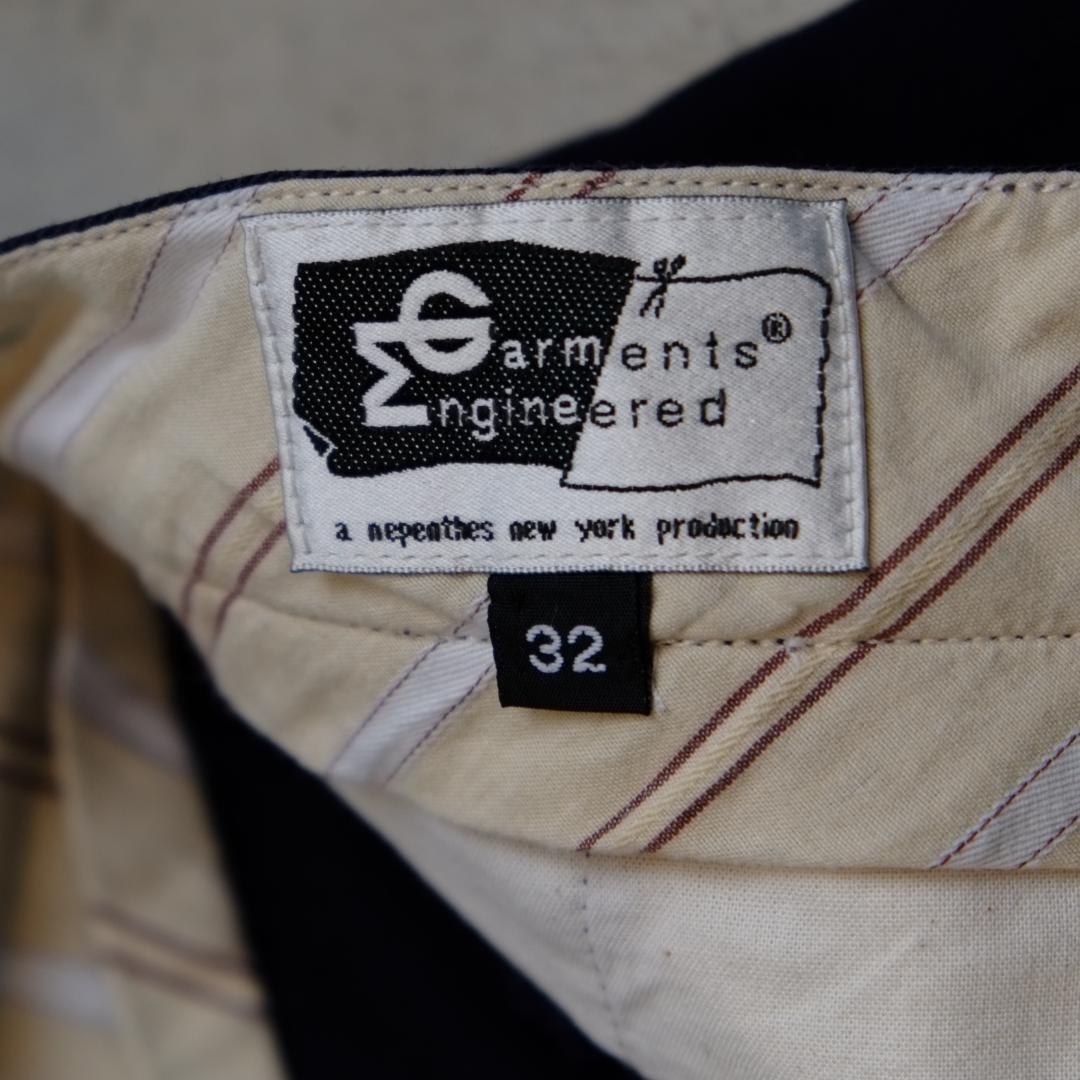 Garments®
Engineered
a nepenthes new york production
32